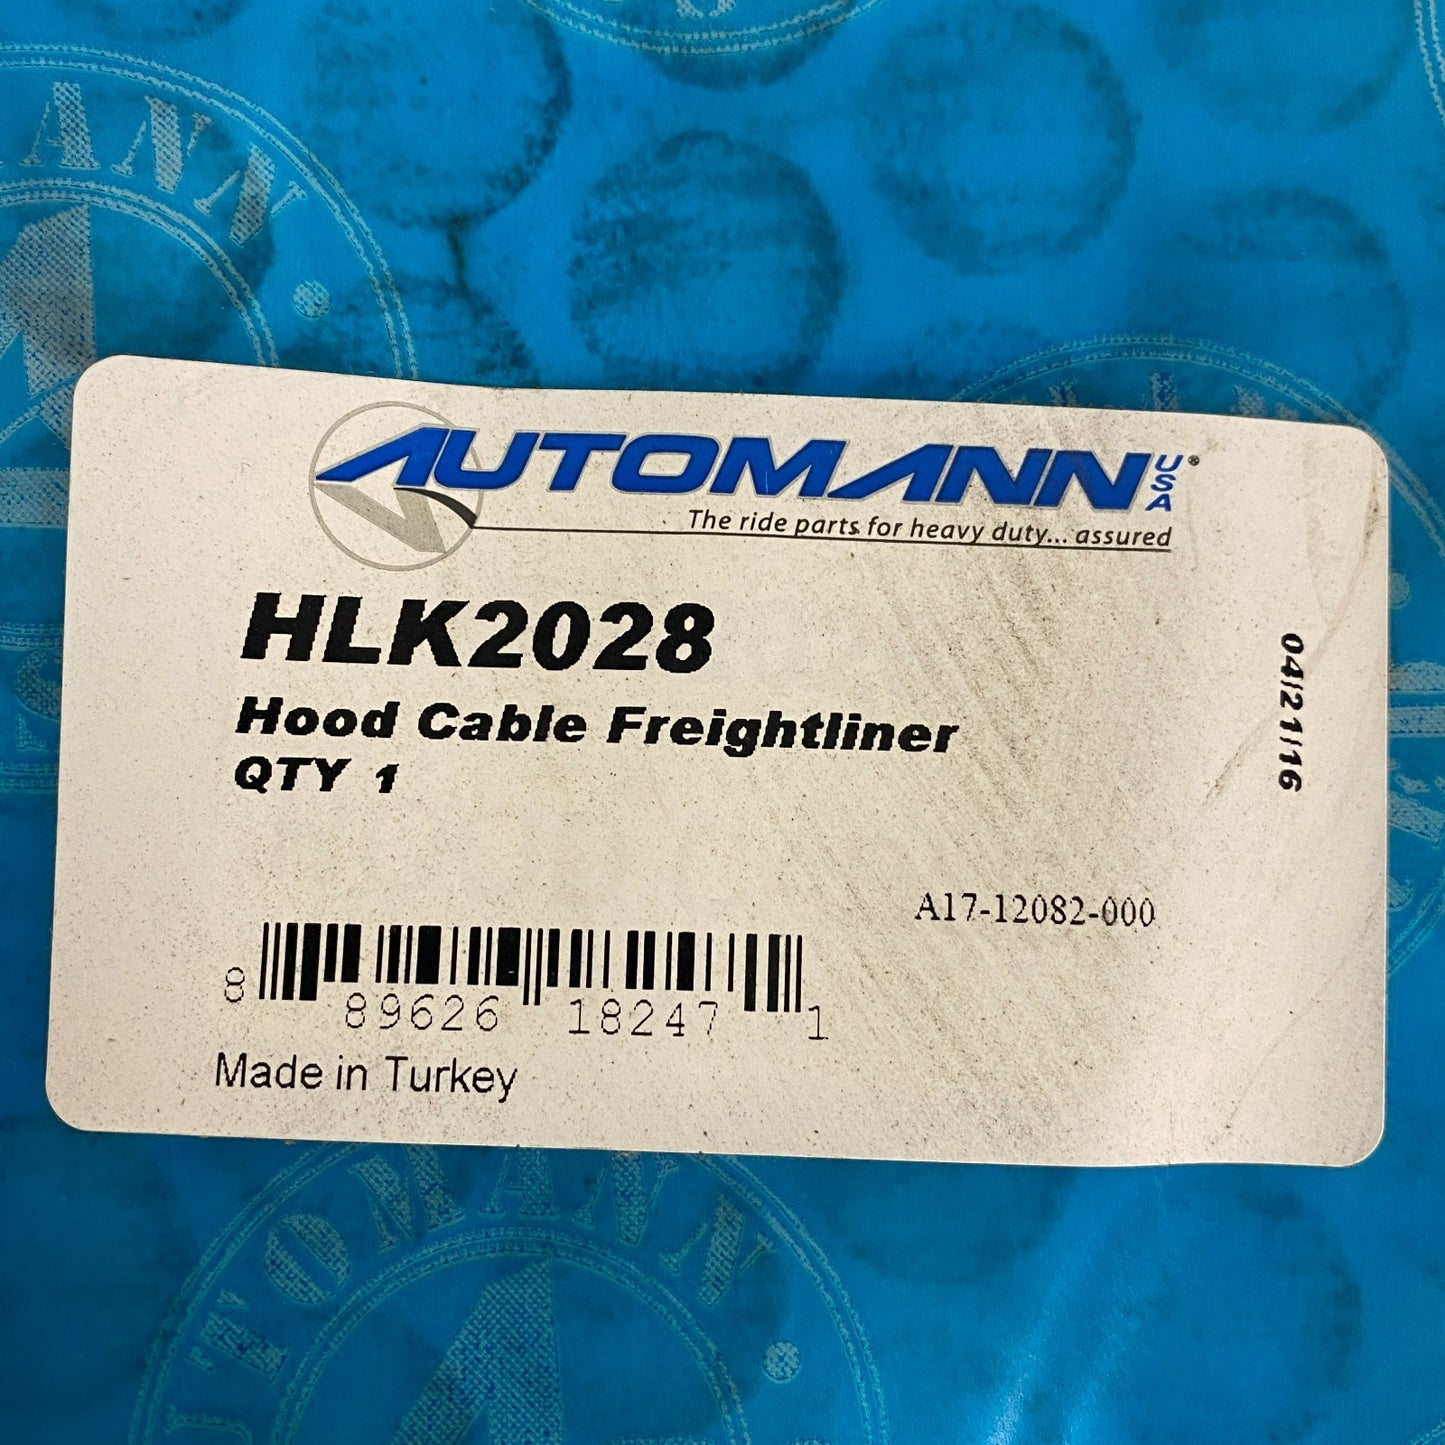 AUTOMANN USA®
The ride parts for heavy duty... assured
HLK2028
Hood Cable Freightliner
QTY 1
04/21/16
A17-12082-000
8 89626 18247 1
Made in Turkey
AUTOMANN